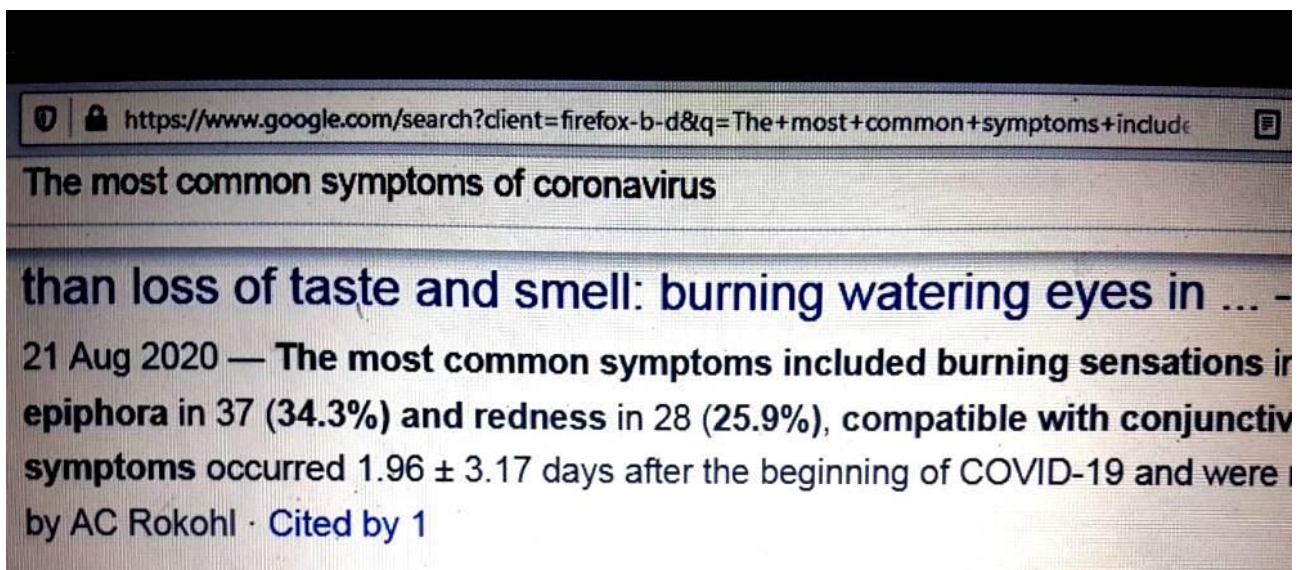 https://www.google.com/search?client=firefox-b-d&q=The+most+common+symptoms+include
The most common symptoms of coronavirus
than loss of taste and smell: burning watering eyes in ... -
21 Aug 2020 — The most common symptoms included burning sensations in
epiphora in 37 (34.3%) and redness in 28 (25.9%), compatible with conjunctiv
symptoms occurred 1.96 ± 3.17 days after the beginning of COVID-19 and were
by AC Rokohl · Cited by 1